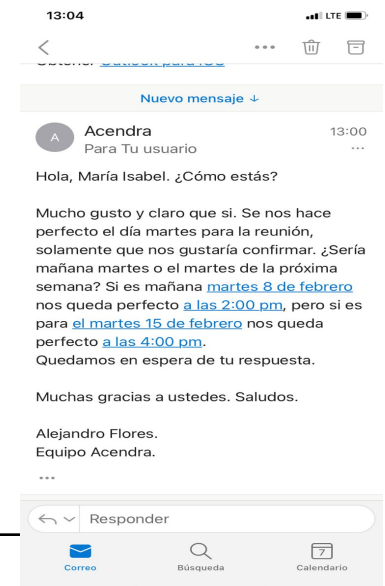 13:04
LTE
Obtener Outlook para iOS
Nuevo mensaje ↓
A
Acendra
13:00
Para Tu usuario
...
Hola, María Isabel. ¿Cómo estás?
Mucho gusto y claro que si. Se nos hace
perfecto el día martes para la reunión,
solamente que nos gustaría confirmar. ¿Sería
mañana martes o el martes de la próxima
semana? Si es mañana martes 8 de febrero
nos queda perfecto a las 2:00 pm, pero si es
para el martes 15 de febrero nos queda
perfecto a las 4:00 pm.
Quedamos en espera de tu respuesta.
Muchas gracias a ustedes. Saludos.
Alejandro Flores.
Equipo Acendra.
...
Responder
7
Correo
Búsqueda
Calendario